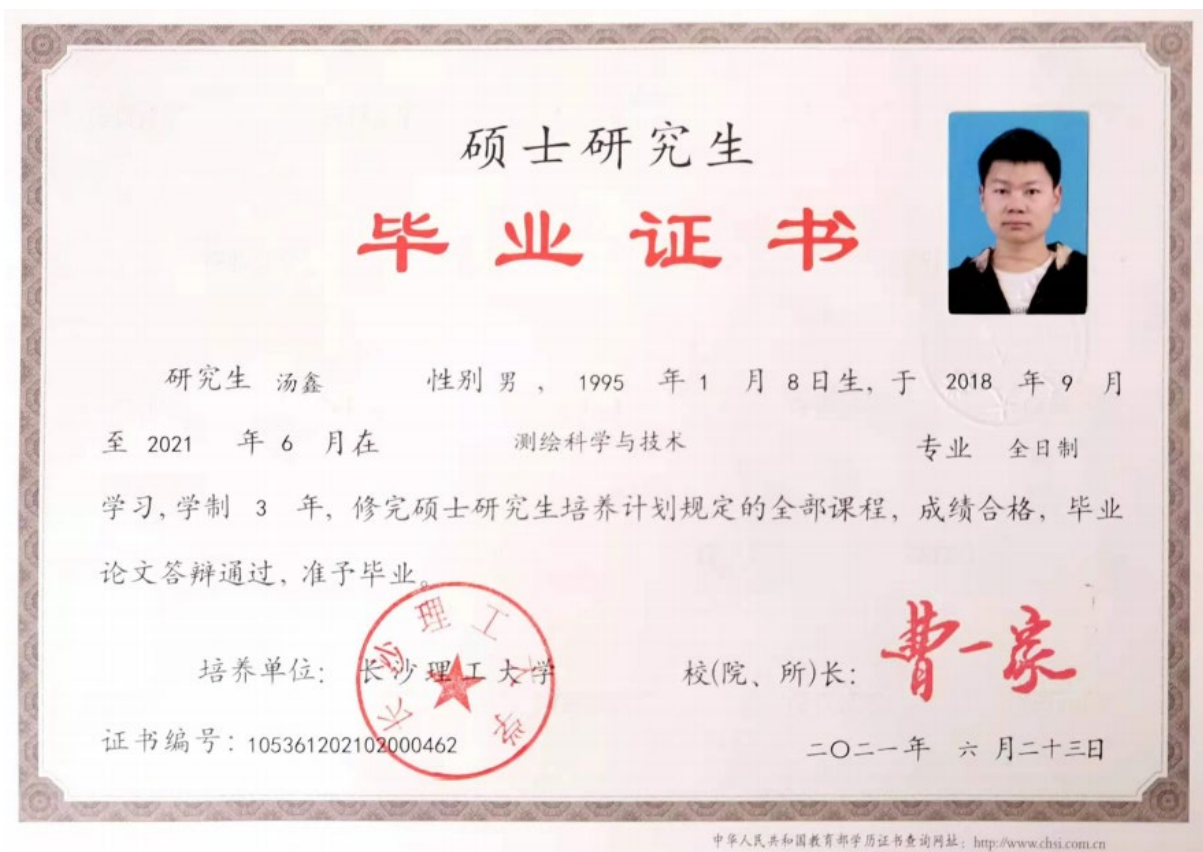 硕士研究生
毕业证书
研究生 汤鑫 性别 男 ， 1995 年 1 月 8 日生, 于 2018 年 9 月
至 2021 年 6 月在 测绘科学与技术 专业 全日制
学习, 学制 3 年, 修完硕士研究生培养计划规定的全部课程, 成绩合格, 毕业
论文答辩通过, 准予毕业。
长沙理工大学
培养单位: 长沙理工大学 校(院、所)长: 曹一家
证书编号: 105361202102000462 二〇二一年 六 月二十三日
中华人民共和国教育部学历证书查询网址: http://www.chsi.com.cn